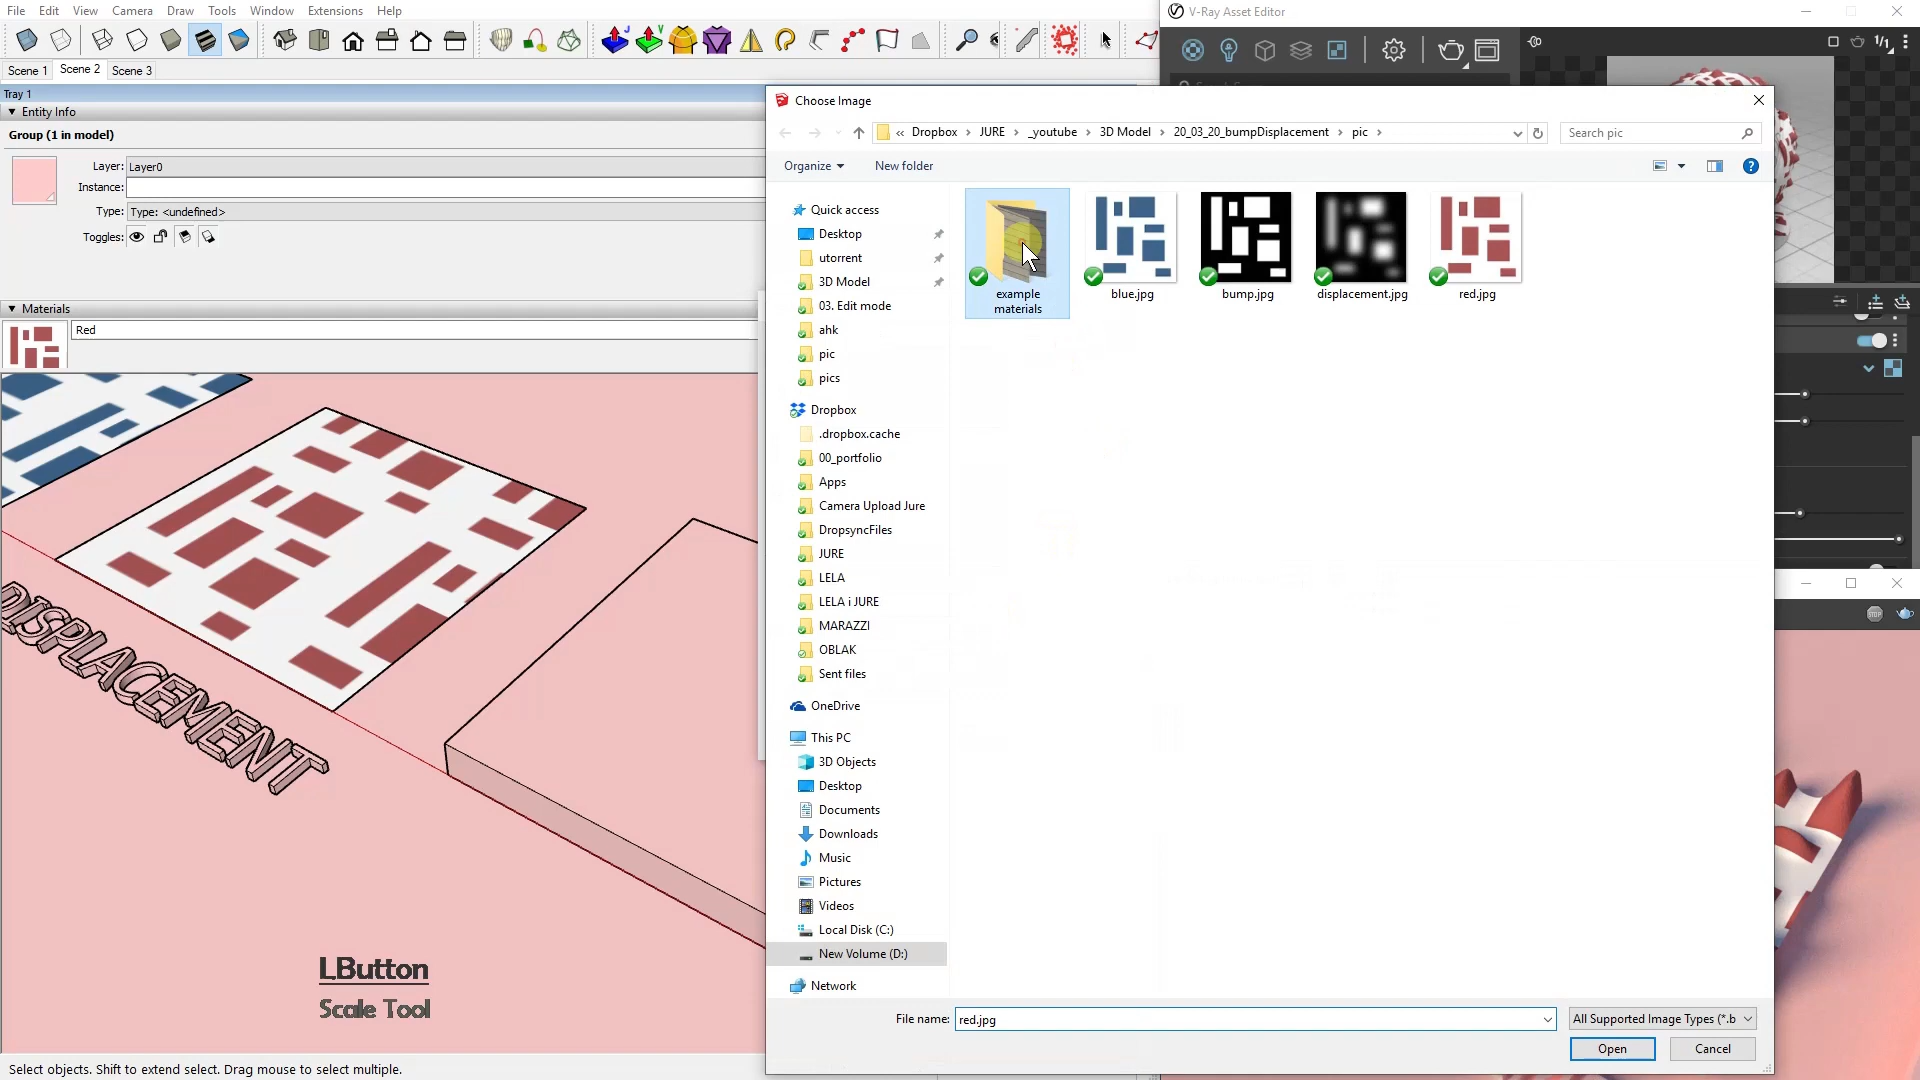 File Edit View Camera Draw Tools Window Extensions Help
V-Ray Asset Editor
Scene 1 Scene 2 Scene 3
1/1
Tray 1
Entity Info
Group (1 in model)
Layer: Layer0
Instance:
Type: Type: <undefined>
Toggles:
Materials
Red
DISPLACEMENT
LButton
Scale Tool
Select objects. Shift to extend select. Drag mouse to select multiple.
Choose Image
« Dropbox › JURE › _youtube › 3D Model › 20_03_20_bumpDisplacement › pic ›
Search pic
Organize
New folder
Quick access
Desktop
utorrent
3D Model
03. Edit mode
ahk
pic
pics
Dropbox
.dropbox.cache
00_portfolio
Apps
Camera Upload Jure
DropsyncFiles
JURE
LELA
LELA i JURE
MARAZZI
OBLAK
Sent files
OneDrive
This PC
3D Objects
Desktop
Documents
Downloads
Music
Pictures
Videos
Local Disk (C:)
New Volume (D:)
Network
example
materials
blue.jpg
bump.jpg
displacement.jpg
red.jpg
File name: red.jpg
All Supported Image Types (*.b
Open
Cancel